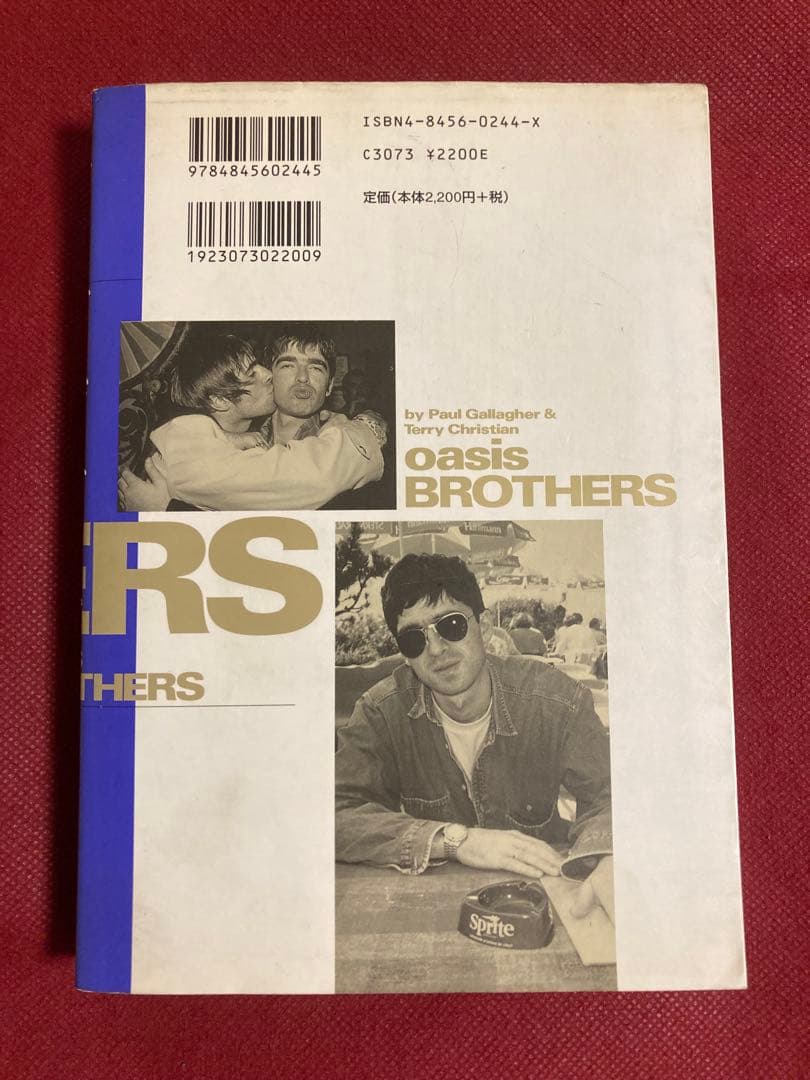 ISBN4-8456-0244-X
9784845602445
C3073 ¥2200E
定価(本体2,200円+税)
1923073022009
by Paul Gallagher &
Terry Christian
oasis
BROTHERS
ERS
THERS
Sprite